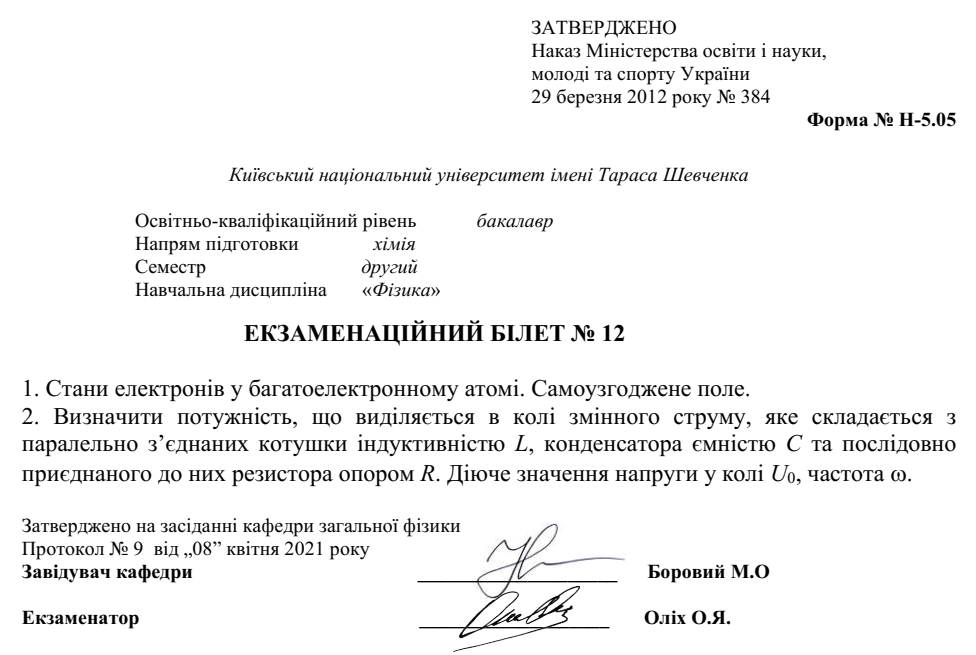 ЗАТВЕРДЖЕНО
Наказ Міністерства освіти і науки,
молоді та спорту України
29 березня 2012 року № 384
Форма № Н-5.05
Київський національний університет імені Тараса Шевченка
Освітньо-кваліфікаційний рівень бакалавр
Напрям підготовки хімія
Семестр другий
Навчальна дисципліна «Фізика»
ЕКЗАМЕНАЦІЙНИЙ БІЛЕТ № 12
1. Стани електронів у багатоелектронному атомі. Самоузгоджене поле.
2. Визначити потужність, що виділяється в колі змінного струму, яке складається з
паралельно з’єднаних котушки індуктивністю L, конденсатора ємністю C та послідовно
приєднаного до них резистора опором R. Діюче значення напруги у колі U₀, частота ω.
Затверджено на засіданні кафедри загальної фізики
Протокол № 9 від „08” квітня 2021 року
Завідувач кафедри ____________________ Боровий М.О
Екзаменатор ____________________ Оліх О.Я.